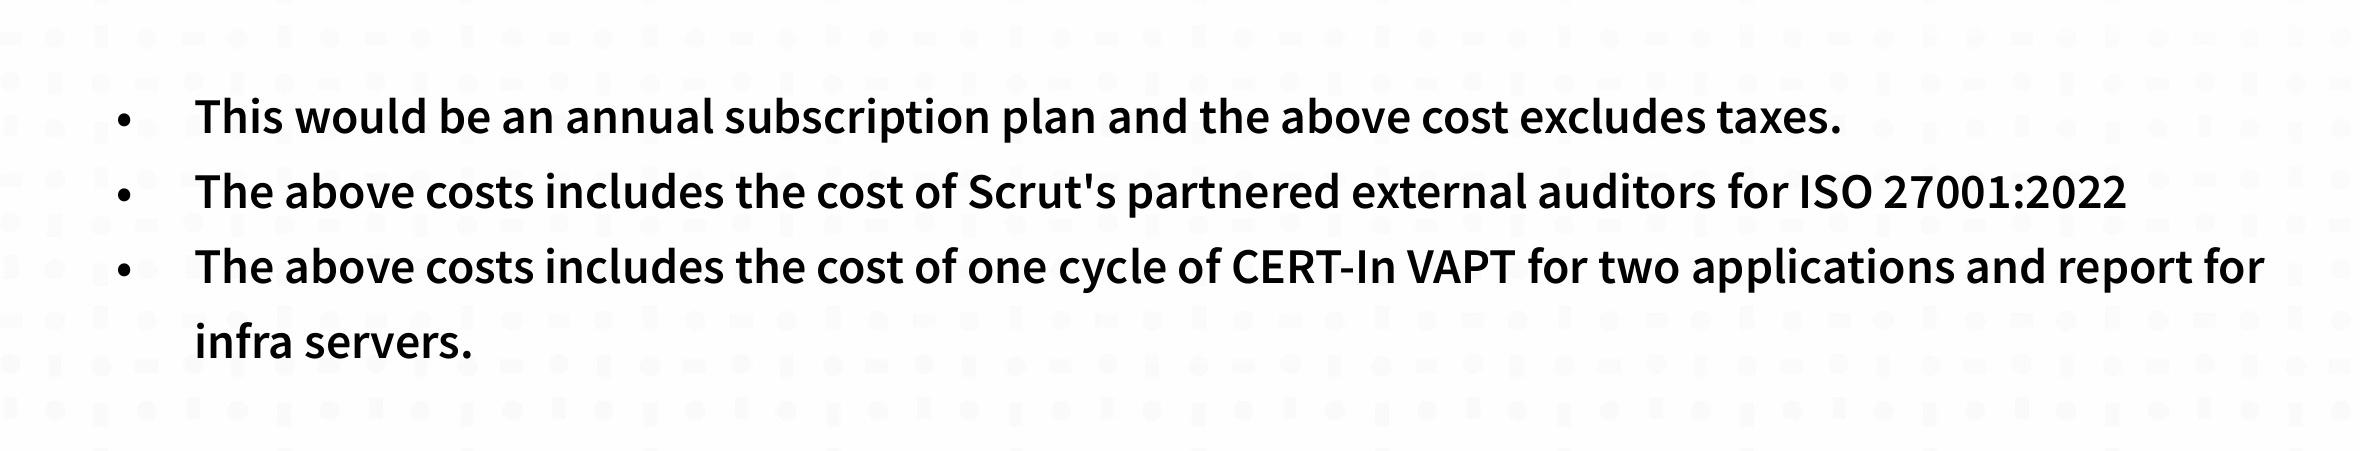 • This would be an annual subscription plan and the above cost excludes taxes.
• The above costs includes the cost of Scrut's partnered external auditors for ISO 27001:2022
• The above costs includes the cost of one cycle of CERT-In VAPT for two applications and report for
infra servers.